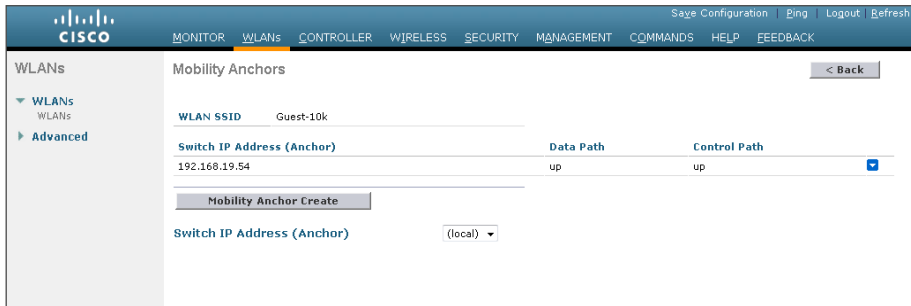 Save Configuration | Ping | Logout | Refresh
CISCO
MONITOR WLANs CONTROLLER WIRELESS SECURITY MANAGEMENT COMMANDS HELP FEEDBACK
WLANs
Mobility Anchors
< Back
WLANs
WLANs
Advanced
WLAN SSID Guest-10k
Switch IP Address (Anchor) Data Path Control Path
192.168.19.54 up up
Mobility Anchor Create
Switch IP Address (Anchor) (local)